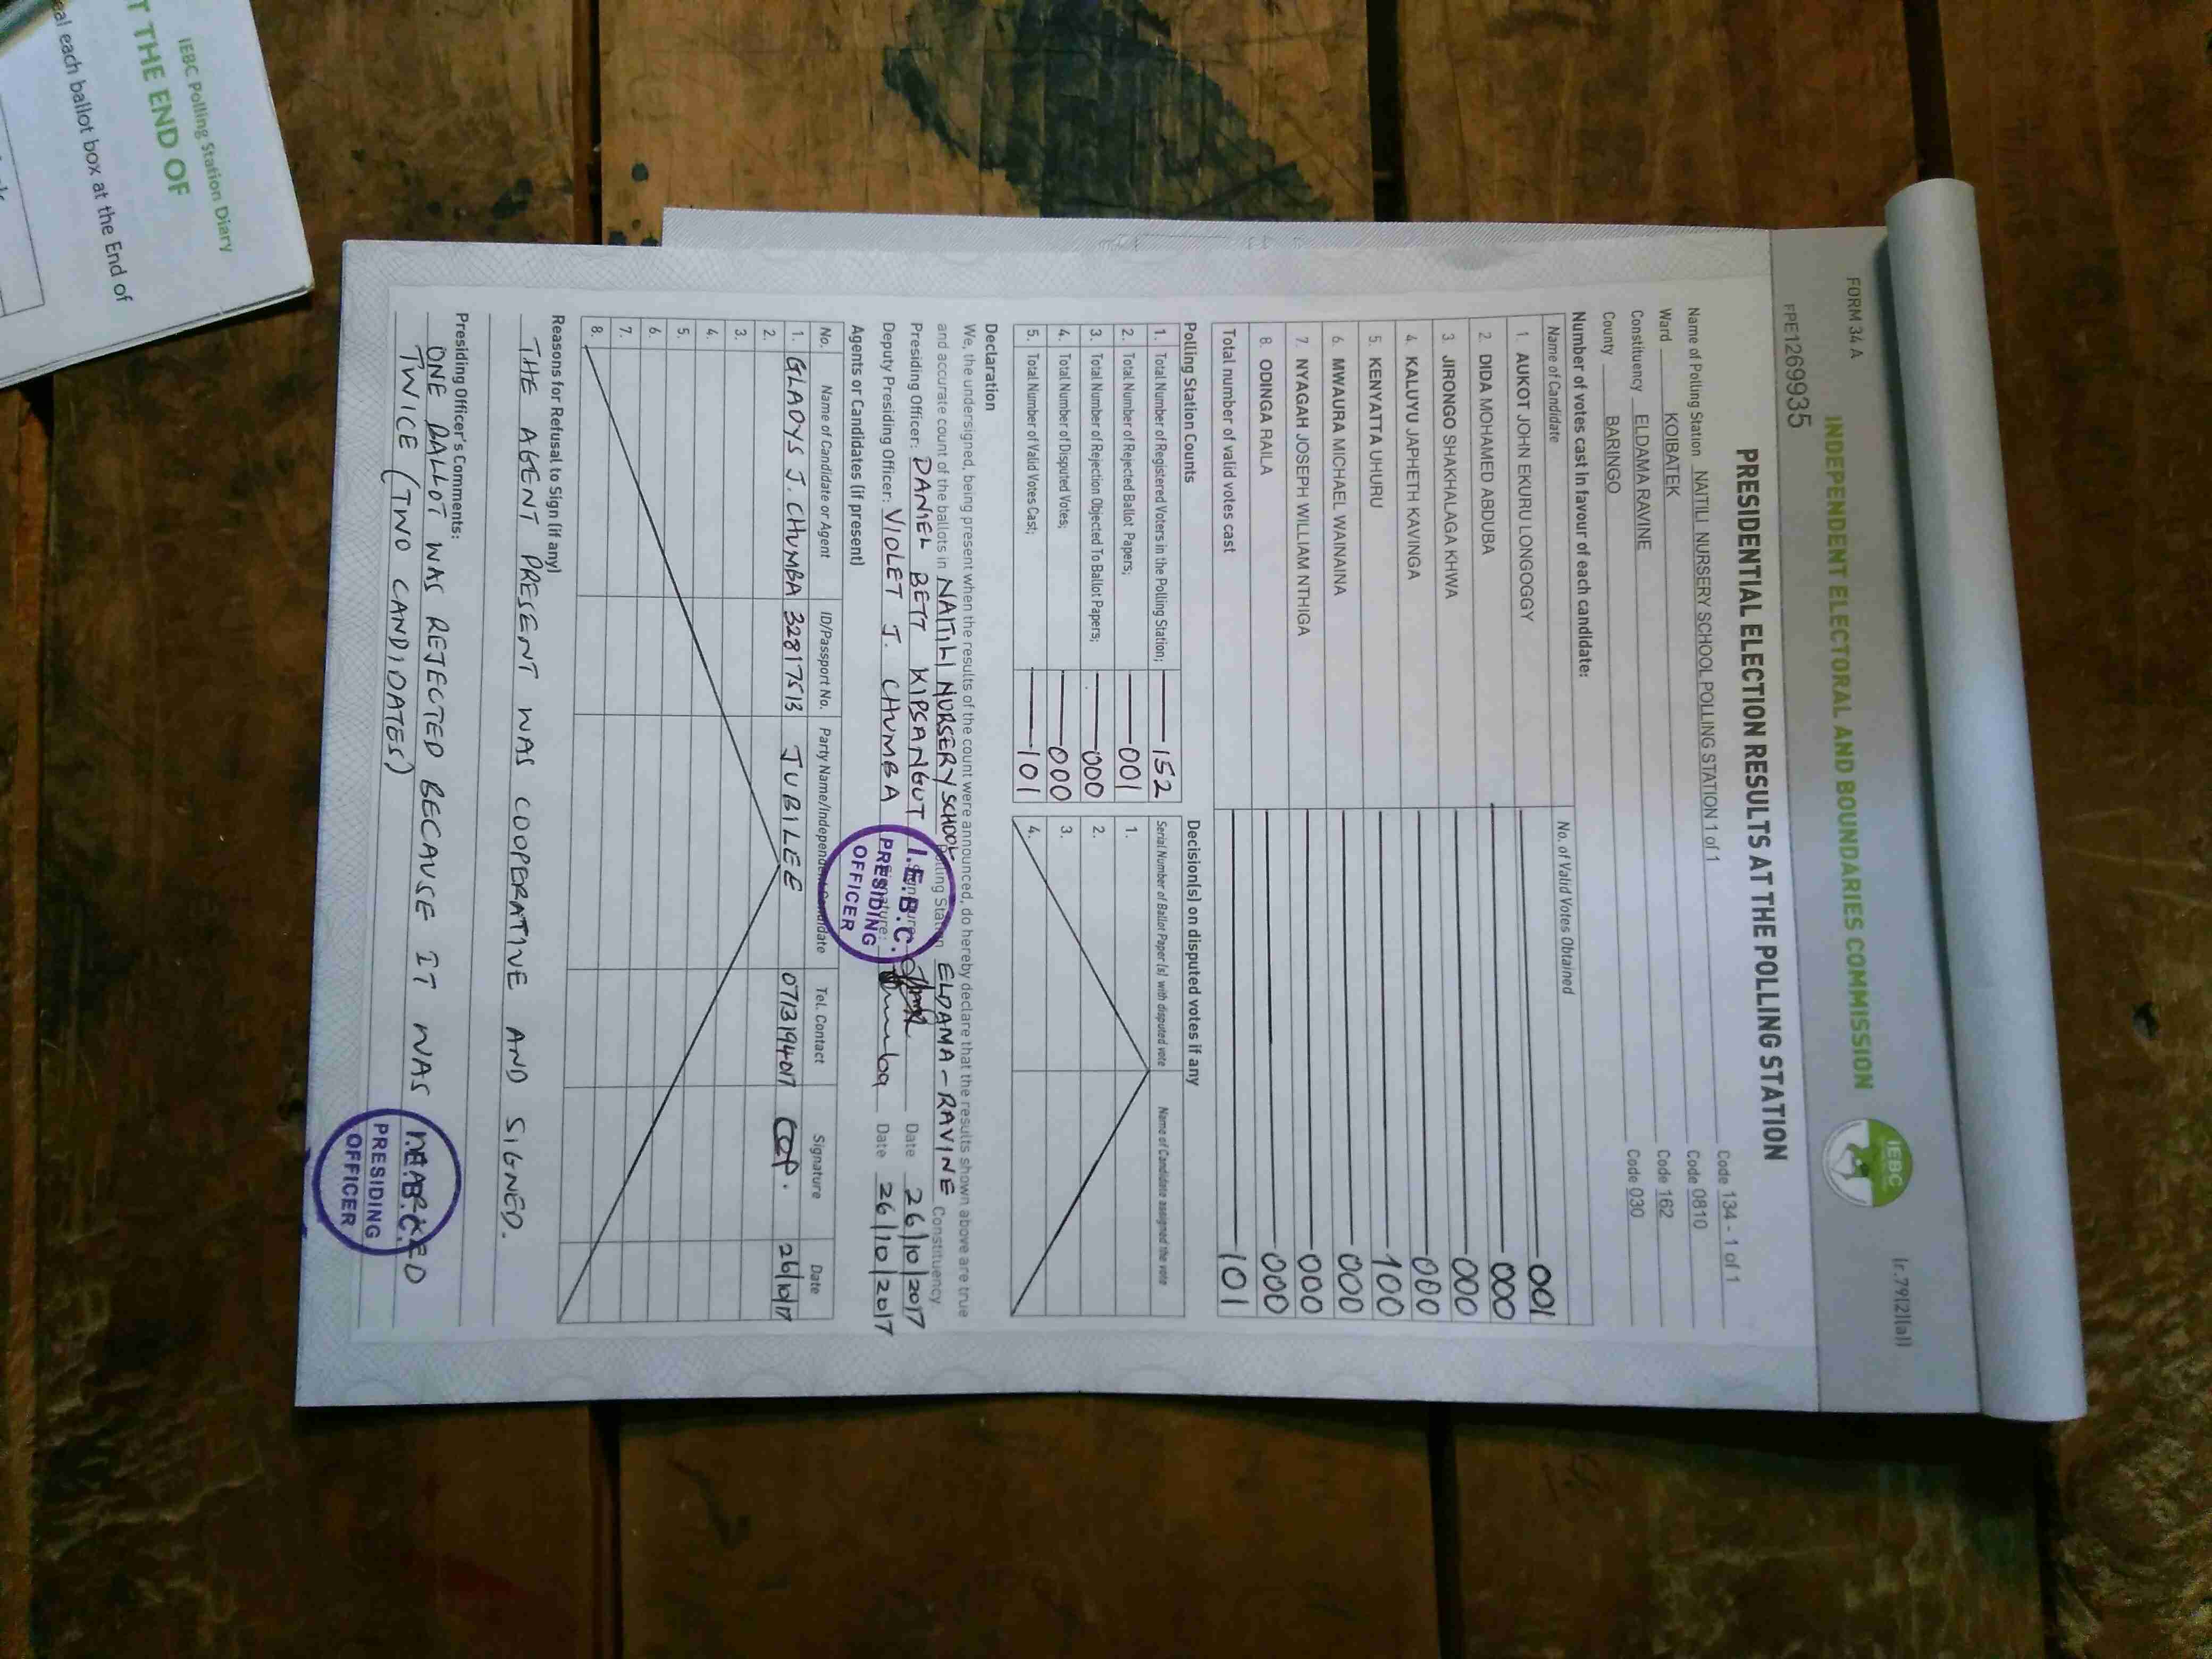 FORM 34 A
(r.79(2)(a))
INDEPENDENT ELECTORAL AND BOUNDARIES COMMISSION
IEBC
FPE1269935
PRESIDENTIAL ELECTION RESULTS AT THE POLLING STATION
Name of Polling Station NAITILI NURSERY SCHOOL POLLING STATION 1 of 1 Code 134 - 1 of 1
Ward KOIBATEK Code 0810
Constituency ELDAMA RAVINE Code 162
County BARINGO Code 030
Number of votes cast in favour of each candidate:
Name of Candidate No. of Valid Votes Obtained
1. AUKOT JOHN EKURU LONGOGGY 001
2. DIDA MOHAMED ABDUBA 000
3. JIRONGO SHAKHALAGA KHWA 000
4. KALUYU JAPHETH KAVINGA 000
5. KENYATTA UHURU 100
6. MWAURA MICHAEL WAINAINA 000
7. NYAGAH JOSEPH WILLIAM NTHIGA 000
8. ODINGA RAILA 000
Total number of valid votes cast 101
Polling Station Counts
1. Total Number of Registered Voters in the Polling Station; 152
2. Total Number of Rejected Ballot Papers; 001
3. Total Number of Rejection Objected To Ballot Papers; 000
4. Total Number of Disputed Votes; 000
5. Total Number of Valid Votes Cast; 101
Decision(s) on disputed votes if any
Serial Number of Ballot Paper (s) with disputed vote Name of Candidate assigned the vote
1.
2.
3.
4.
Declaration
We, the undersigned, being present when the results of the count were announced, do hereby declare that the results shown above are true
and accurate count of the ballots in NAITILI NURSERY SCHOOL Polling Station ELDAMA-RAVINE Constituency
Presiding Officer: DANIEL BETT KIPSANGUT Signature: Date 26/10/2017
Deputy Presiding Officer: VIOLET J. CHUMBA Signature: Date 26/10/2017
I.E.B.C.
PRESIDING
OFFICER
Agents or Candidates (if present)
No. Name of Candidate or Agent ID/Passport No. Party Name/Independent Candidate Tel. Contact Signature Date
1. GLADYS J. CHUMBA 32817513 JUBILEE 0713194017 26/10/17
2.
3.
4.
5.
6.
7.
8.
Reasons for Refusal to Sign (if any)
THE AGENT PRESENT WAS COOPERATIVE AND SIGNED.
Presiding Officer's Comments:
ONE BALLOT WAS REJECTED BECAUSE IT WAS MARKED
TWICE (TWO CANDIDATES)
I.E.B.C.
PRESIDING
OFFICER
IEBC Polling Station Diary
T THE END OF
al each ballot box at the End of